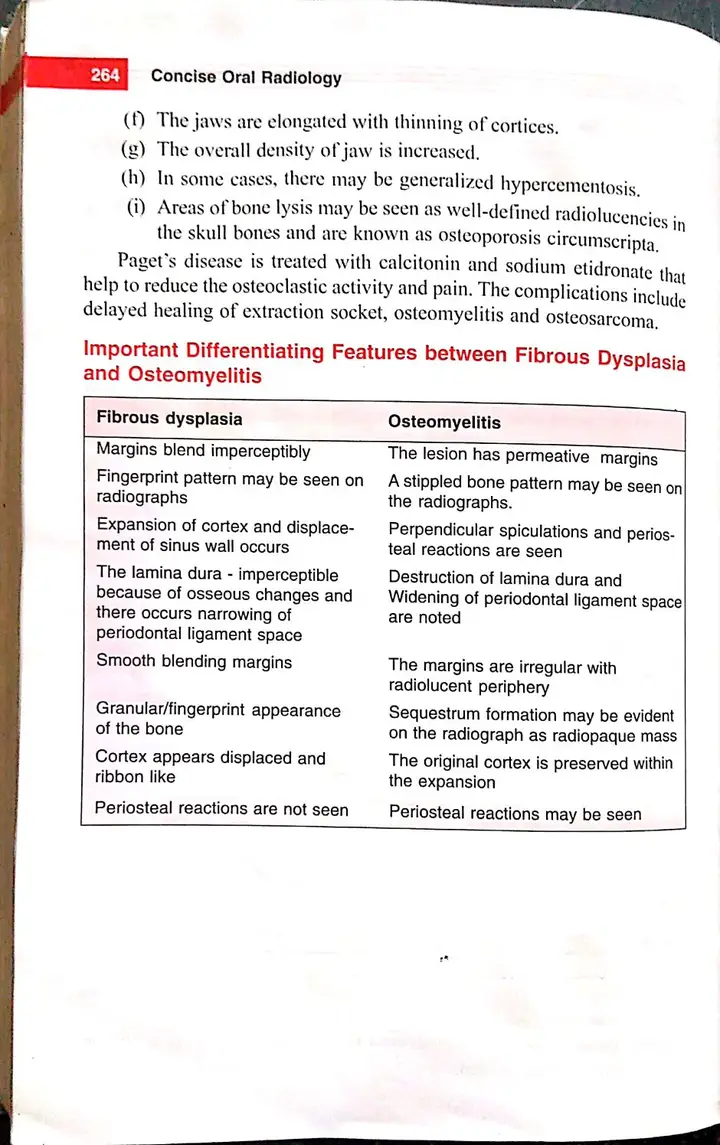 264 Concise Oral Radiology
(f) The jaws are elongated with thinning of cortices.
(g) The overall density of jaw is increased.
(h) In some cases, there may be generalized hypercementosis.
(i) Areas of bone lysis may be seen as well-defined radiolucencies in
the skull bones and are known as osteoporosis circumscripta.
Paget's disease is treated with calcitonin and sodium etidronate that
help to reduce the osteoclastic activity and pain. The complications include
delayed healing of extraction socket, osteomyelitis and osteosarcoma.
Important Differentiating Features between Fibrous Dysplasia
and Osteomyelitis
Fibrous dysplasia Osteomyelitis
Margins blend imperceptibly The lesion has permeative margins
Fingerprint pattern may be seen on A stippled bone pattern may be seen on
radiographs the radiographs.
Expansion of cortex and displace- Perpendicular spiculations and perios-
ment of sinus wall occurs teal reactions are seen
The lamina dura - imperceptible Destruction of lamina dura and
because of osseous changes and Widening of periodontal ligament space
there occurs narrowing of are noted
periodontal ligament space
Smooth blending margins The margins are irregular with
radiolucent periphery
Granular/fingerprint appearance Sequestrum formation may be evident
of the bone on the radiograph as radiopaque mass
Cortex appears displaced and The original cortex is preserved within
ribbon like the expansion
Periosteal reactions are not seen Periosteal reactions may be seen